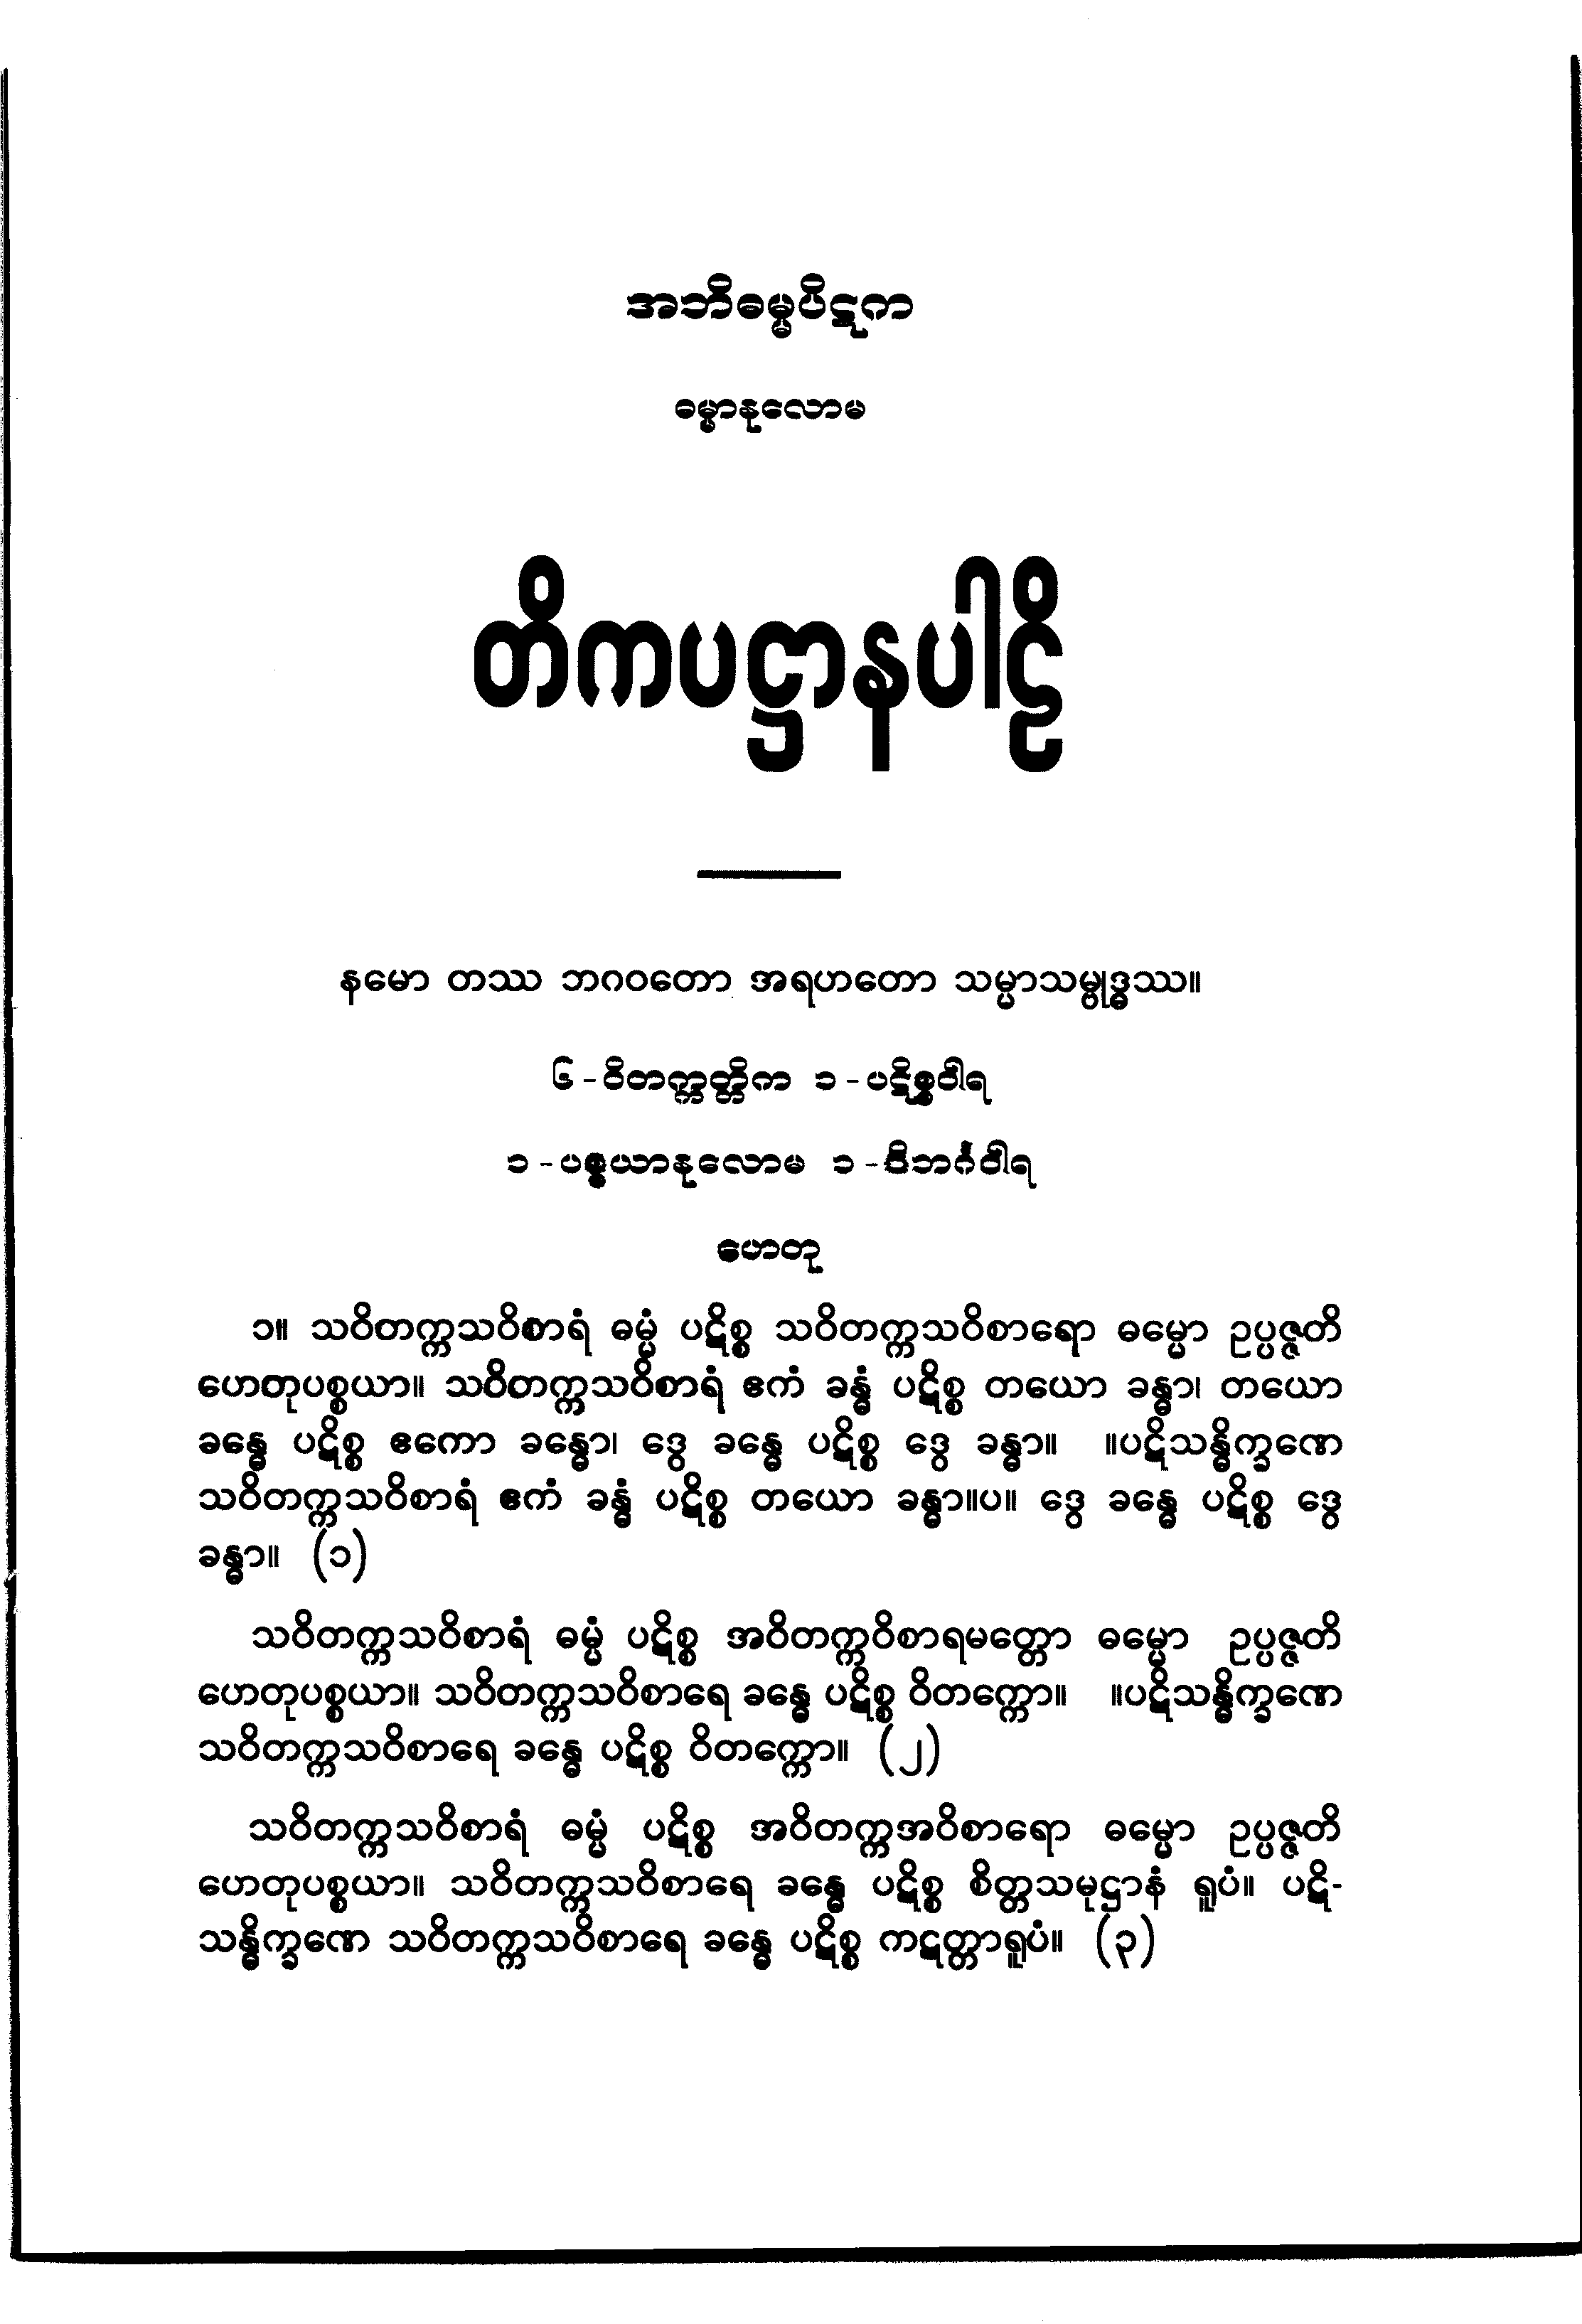 အဘိဓမ္မပိဋက
ဓမ္မာနုလောမ
တိကပဋ္ဌာနပါဠိ
နမော တဿ ဘဂဝတော အရဟတော သမ္မာသမ္ဗုဒ္ဓဿ။
၆-ဝိတက္ကတ္တိက ၁-ပဋိစ္စဝါရ
၁-ပစ္စယာနုလောမ ၁-ဝိဘင်္ဂဝါရ
ဟေတု
၁။ သဝိတက္ကသဝိစာရံ ဓမ္မံ ပဋိစ္စ သဝိတက္ကသဝိစာရော ဓမ္မော ဥပ္ပဇ္ဇတိ
ဟေတုပစ္စယာ။ သဝိတက္ကသဝိစာရံ ဧကံ ခန္ဓံ ပဋိစ္စ တယော ခန္ဓာ၊ တယော
ခန္ဓေ ပဋိစ္စ ဧကော ခန္ဓော၊ ဒွေ ခန္ဓေ ပဋိစ္စ ဒွေ ခန္ဓာ။ ။ပဋိသန္ဓိက္ခဏေ
သဝိတက္ကသဝိစာရံ ဧကံ ခန္ဓံ ပဋိစ္စ တယော ခန္ဓာ။ပ။ ဒွေ ခန္ဓေ ပဋိစ္စ ဒွေ
ခန္ဓာ။ (၁)
သဝိတက္ကသဝိစာရံ ဓမ္မံ ပဋိစ္စ အဝိတက္ကဝိစာရမတ္တော ဓမ္မော ဥပ္ပဇ္ဇတိ
ဟေတုပစ္စယာ။ သဝိတက္ကသဝိစာရေ ခန္ဓေ ပဋိစ္စ ဝိတက္ကော။ ။ပဋိသန္ဓိက္ခဏေ
သဝိတက္ကသဝိစာရေ ခန္ဓေ ပဋိစ္စ ဝိတက္ကော။ (၂)
သဝိတက္ကသဝိစာရံ ဓမ္မံ ပဋိစ္စ အဝိတက္ကအဝိစာရော ဓမ္မော ဥပ္ပဇ္ဇတိ
ဟေတုပစ္စယာ။ သဝိတက္ကသဝိစာရေ ခန္ဓေ ပဋိစ္စ စိတ္တသမုဋ္ဌာနံ ရူပံ။ ပဋိ-
သန္ဓိက္ခဏေ သဝိတက္ကသဝိစာရေ ခန္ဓေ ပဋိစ္စ ကဋတ္တာရူပံ။ (၃)